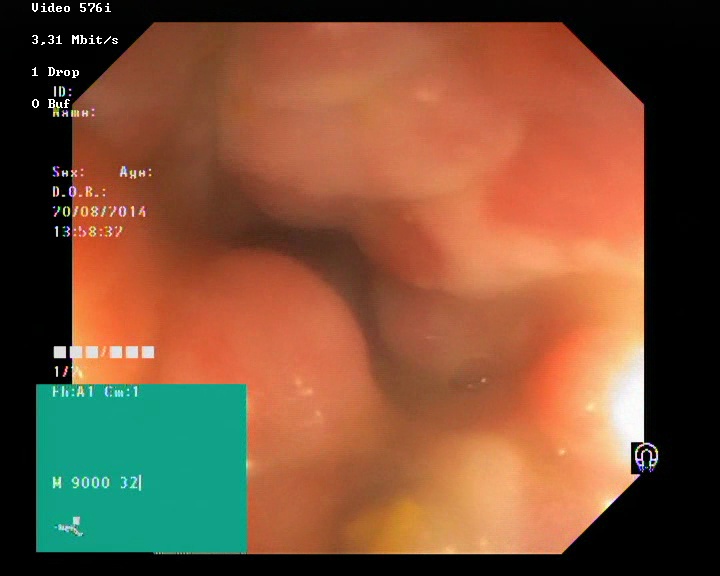 Video 576i
3,31 Mbit/s
1 Drop
0 Buf
ID:
Name:
Sex: Age:
D.O.B.:
20/08/2014
13:58:37
Eh:A1 Cm:1
M 9000 32